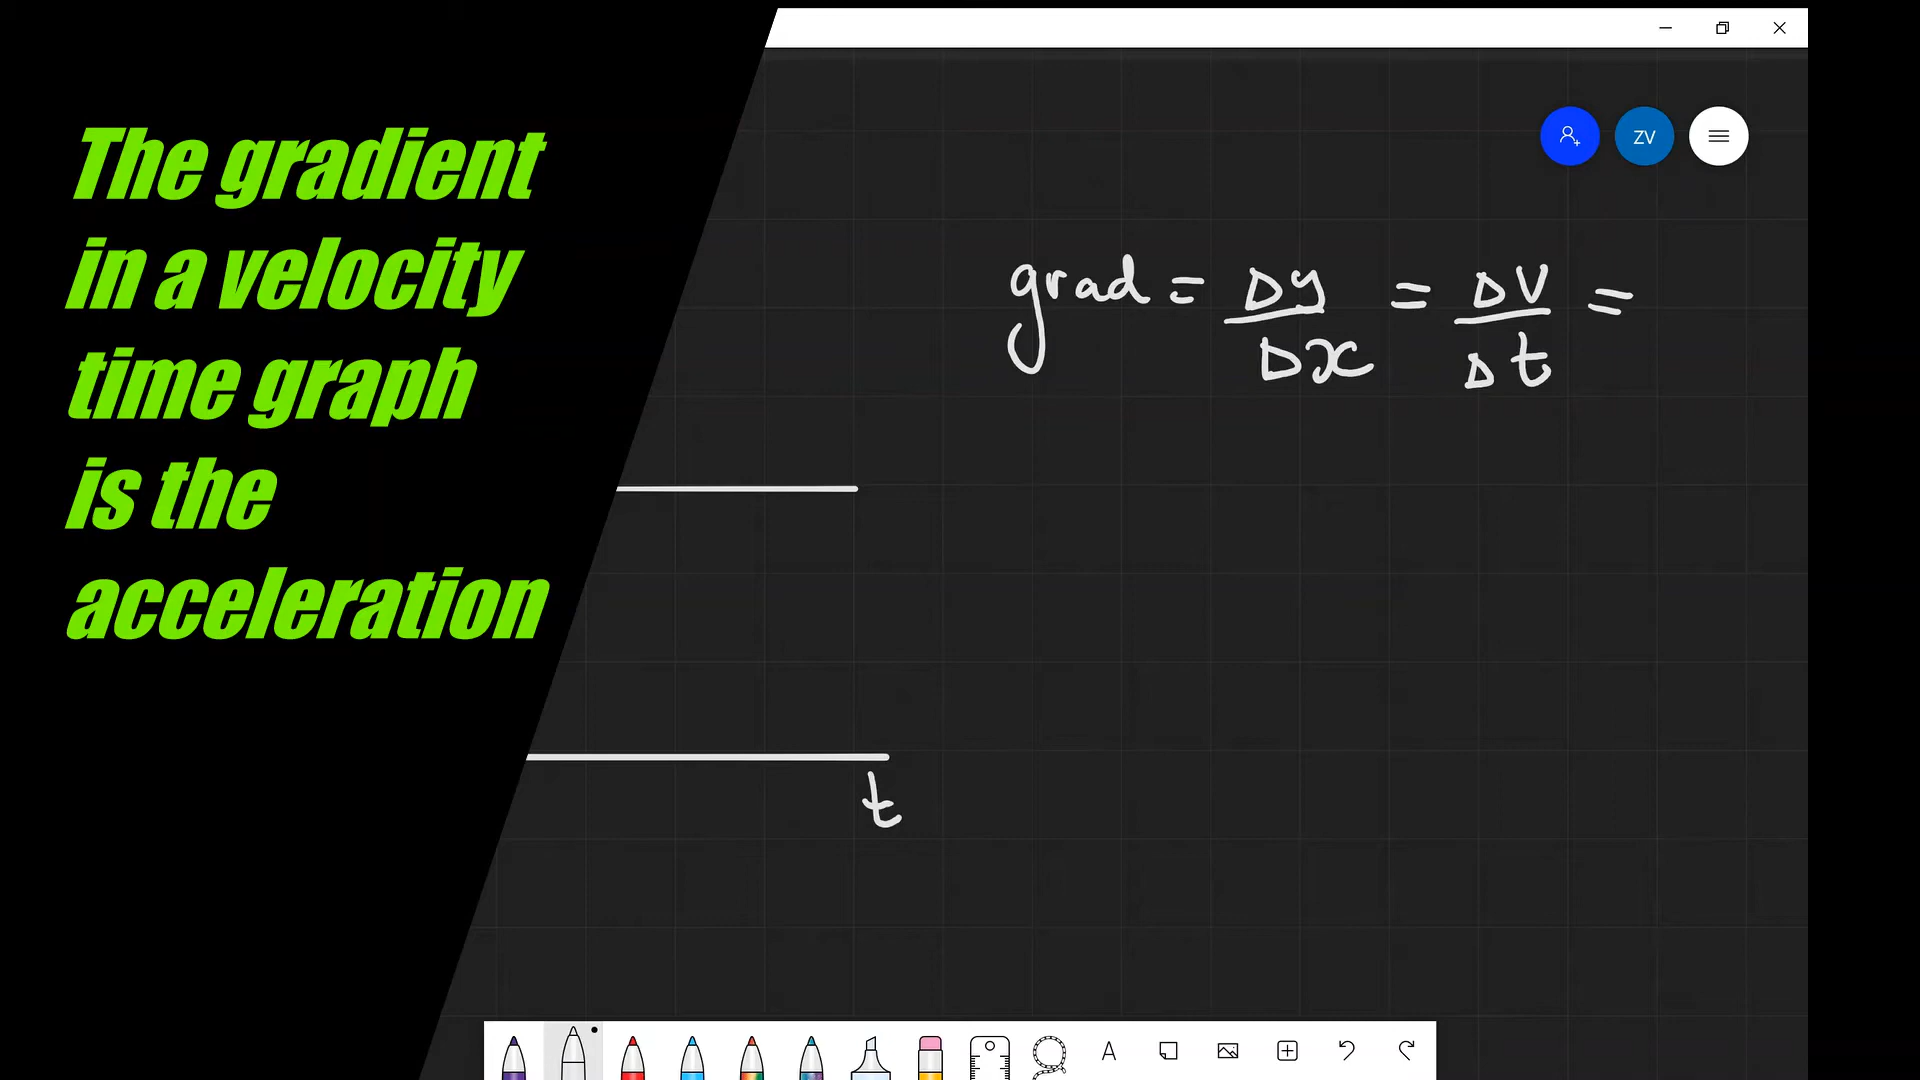 The gradient
in a velocity
time graph
is the
acceleration
ZV
grad = Δy / Δx = ΔV / Δt =
t
A